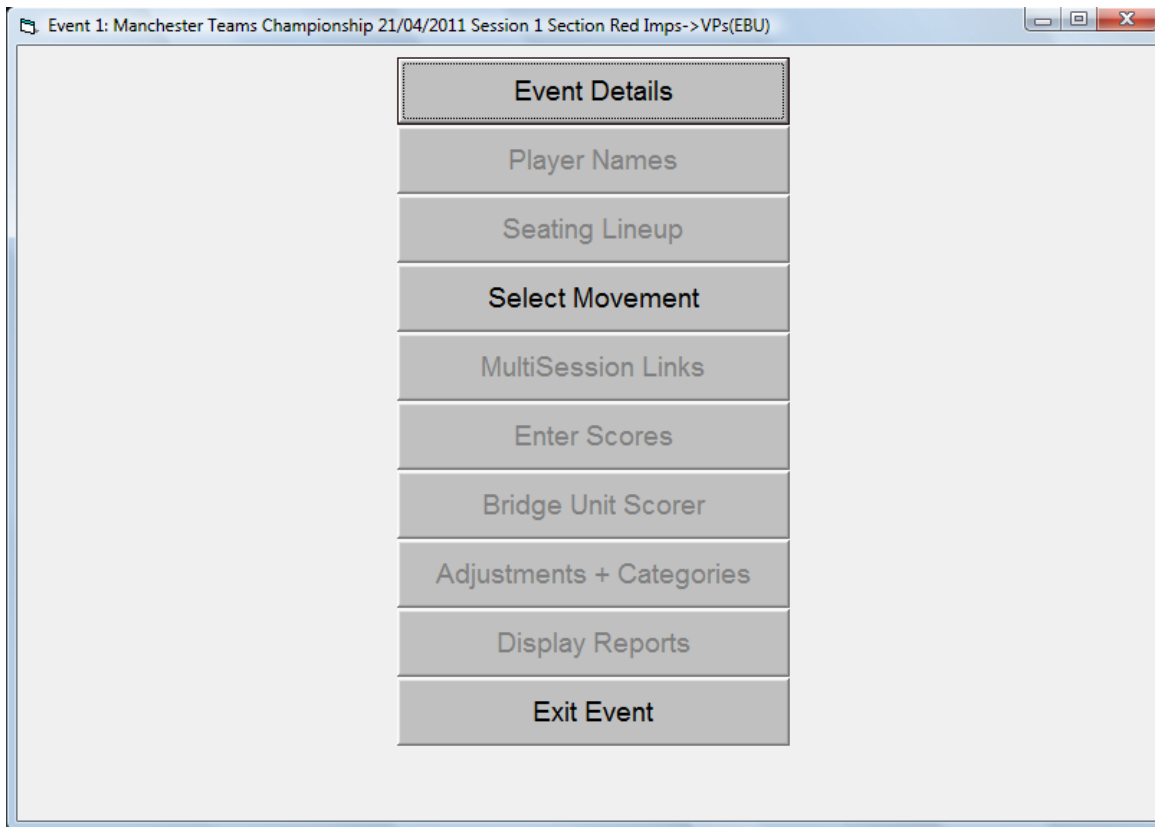 Event 1: Manchester Teams Championship 21/04/2011 Session 1 Section Red Imps->VPs(EBU)
Event Details
Player Names
Seating Lineup
Select Movement
MultiSession Links
Enter Scores
Bridge Unit Scorer
Adjustments + Categories
Display Reports
Exit Event